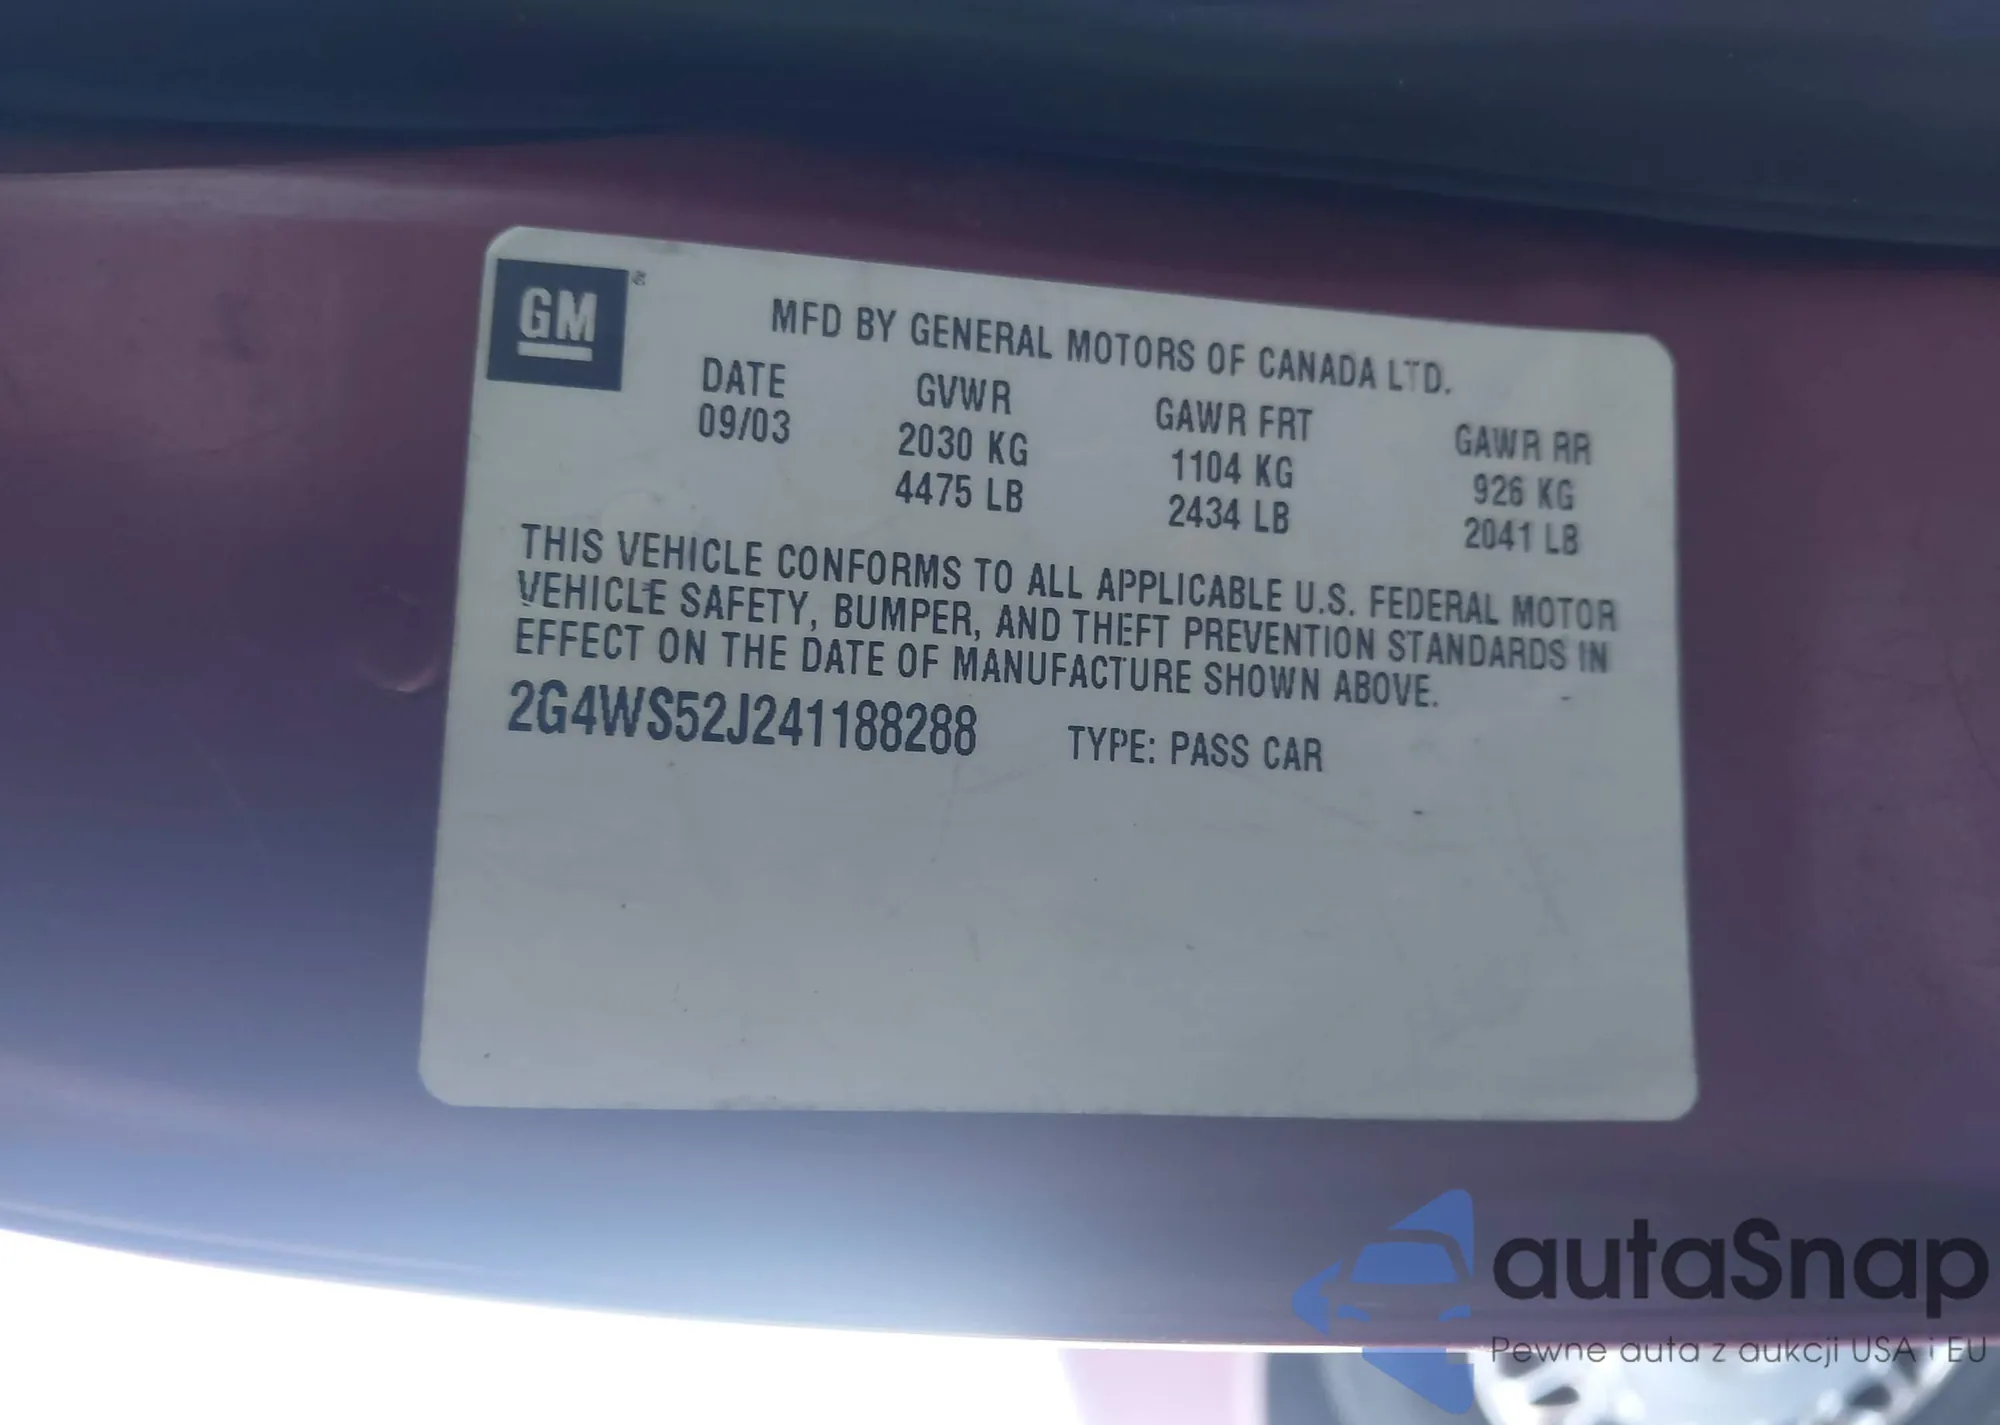 GM
MFD BY GENERAL MOTORS OF CANADA LTD.
DATE GVWR GAWR FRT GAWR RR
09/03 2030 KG 1104 KG 926 KG
4475 LB 2434 LB 2041 LB
THIS VEHICLE CONFORMS TO ALL APPLICABLE U.S. FEDERAL MOTOR
VEHICLE SAFETY, BUMPER, AND THEFT PREVENTION STANDARDS IN
EFFECT ON THE DATE OF MANUFACTURE SHOWN ABOVE.
2G4WS52J241188288 TYPE: PASS CAR
autaSnap
Pewne auta z aukcji USA i EU